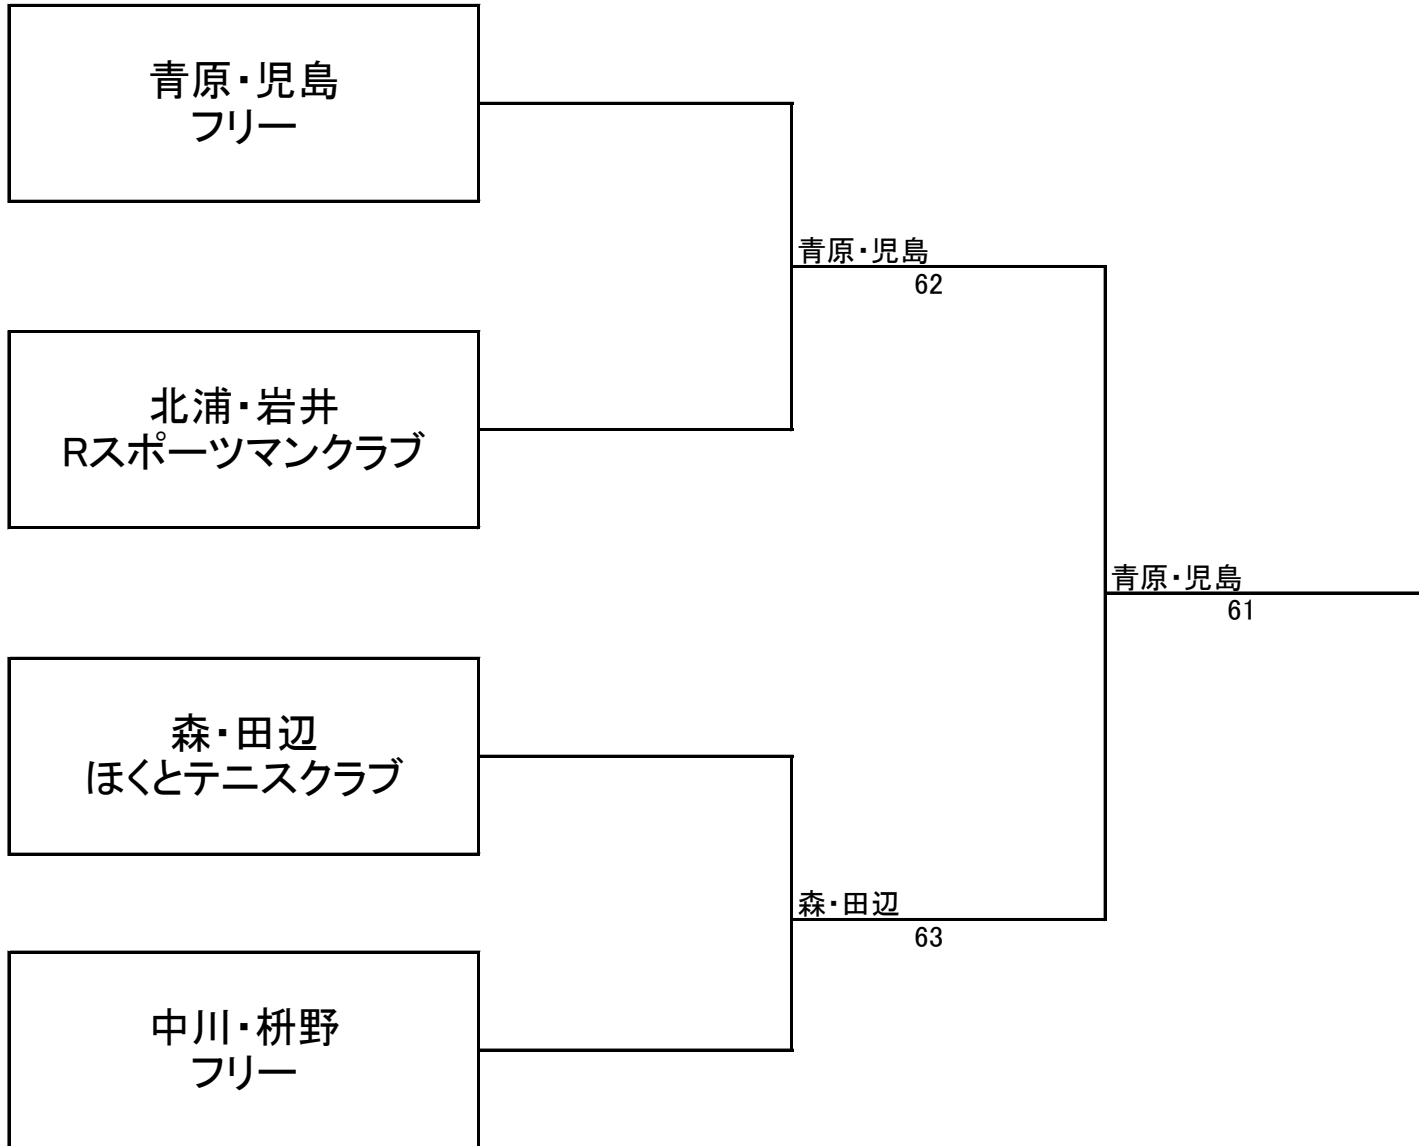 青原・児島
フリー
青原・児島
62
北浦・岩井
Rスポーツマンクラブ
青原・児島
61
森・田辺
ほくとテニスクラブ
森・田辺
63
中川・枡野
フリー